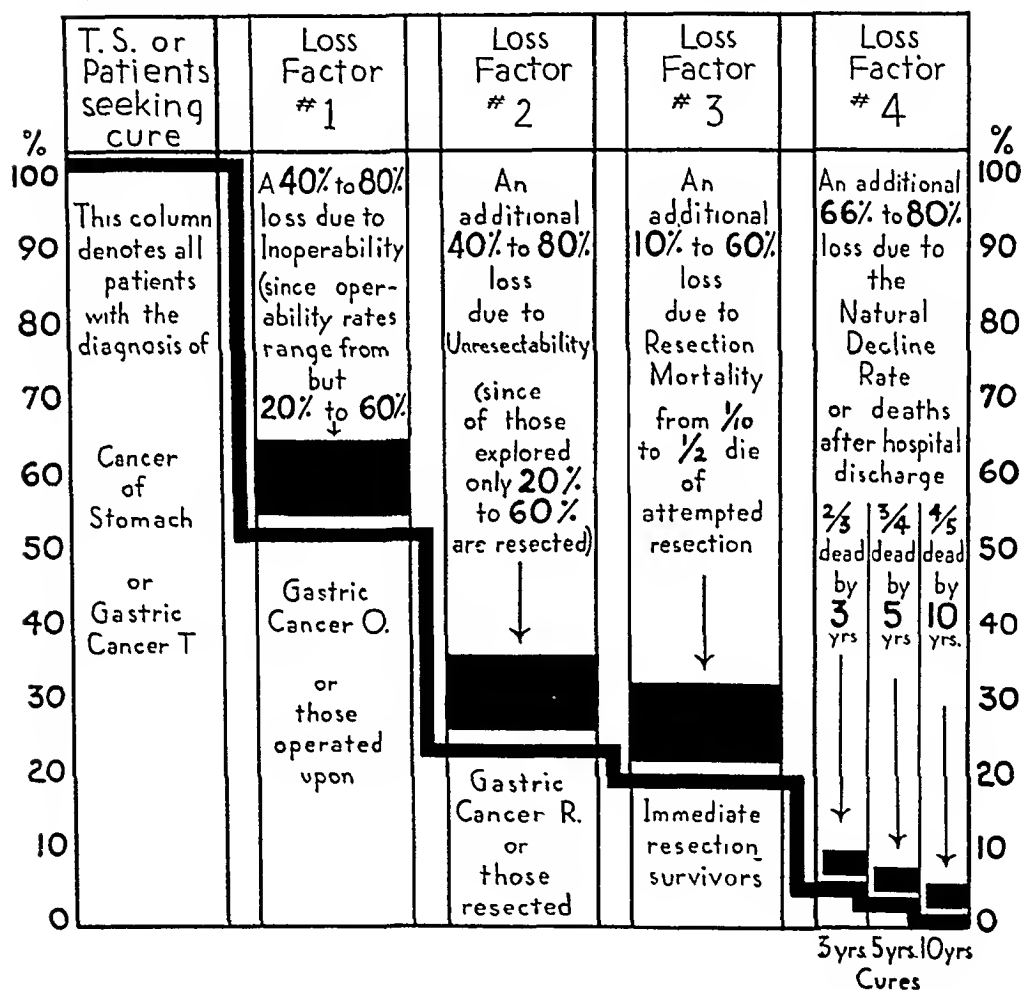 T. S. or
Patients
seeking
cure
Loss
Factor
#1
Loss
Factor
# 2
Loss
Factor
# 3
Loss
Factor
# 4
%
100
90
80
70
60
50
40
30
20
10
0
This column
denotes all
patients
with the
diagnosis of
Cancer
of
Stomach
or
Gastric
Cancer T
A 40% to 80%
loss due to
Inoperability
(since oper-
ability rates
range from
but
20% to 60%
Gastric
Cancer O.
or
those
operated
upon
An
additional
40% to 80%
loss
due to
Unresectability
(since
of those
explored
only 20%
to 60%
are resected)
Gastric
Cancer R.
or
those
resected
An
additional
10% to 60%
loss
due to
Resection
Mortality
from 1/10
to 1/2 die
of
attempted
resection
Immediate
resection
survivors
An additional
66% to 80%
loss due to
the
Natural
Decline
Rate
or deaths
after hospital
discharge
2/3
dead
by
3
yrs
3/4
dead
by
5
yrs
4/5
dead
by
10
yrs.
%
100
90
80
70
60
50
40
30
20
10
0
3 yrs. 5 yrs. 10 yrs
Cures